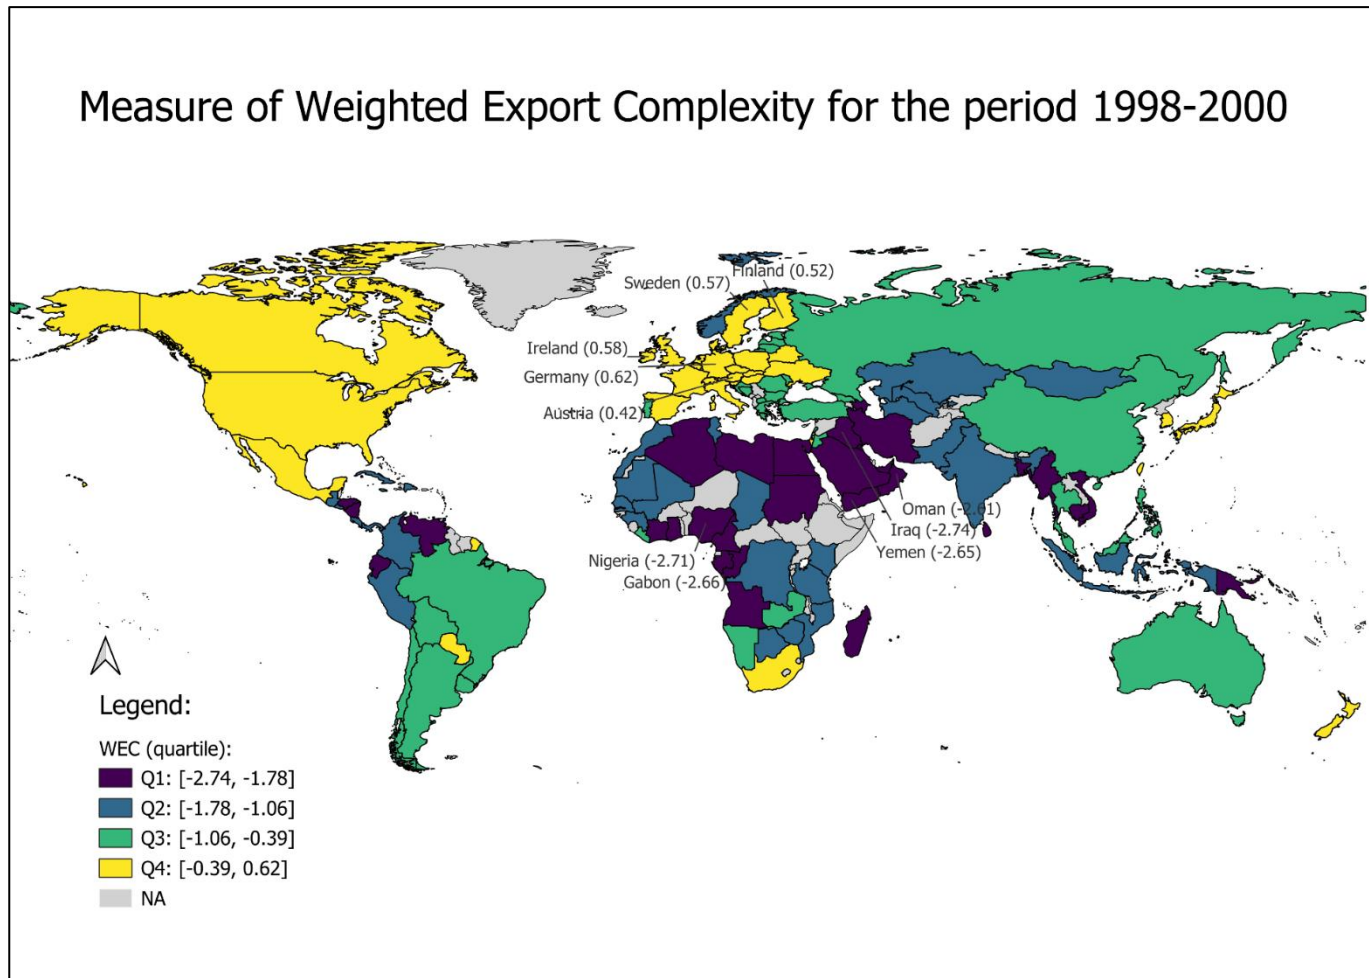 Measure of Weighted Export Complexity for the period 1998-2000
Finland (0.52)
Sweden (0.57)
Ireland (0.58)
Germany (0.62)
Austria (0.42)
Oman (-2.61)
Iraq (-2.74)
Nigeria (-2.71)
Yemen (-2.65)
Gabon (-2.66)
Legend:
WEC (quartile):
Q1: [-2.74, -1.78]
Q2: [-1.78, -1.06]
Q3: [-1.06, -0.39]
Q4: [-0.39, 0.62]
NA